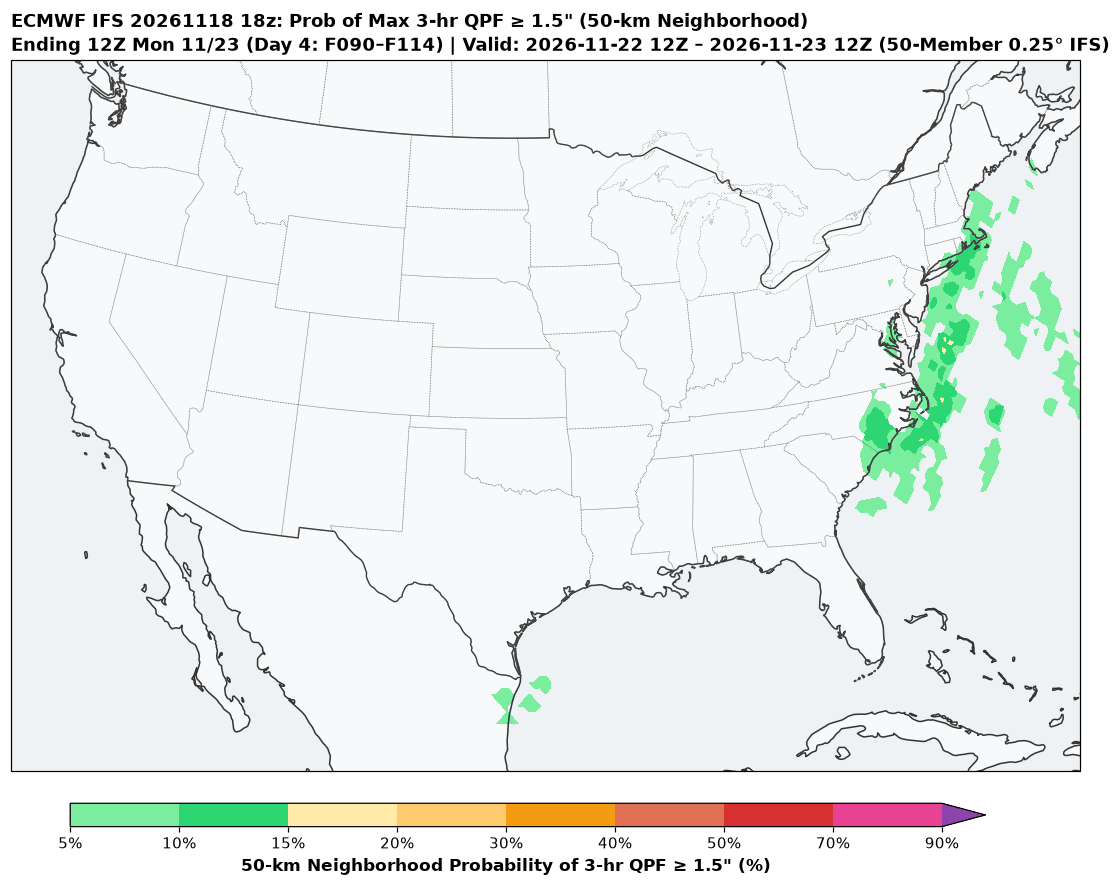 ECMWF IFS 20261118 18z: Prob of Max 3-hr QPF ≥ 1.5" (50-km Neighborhood)
Ending 12Z Mon 11/23 (Day 4: F090–F114) | Valid: 2026-11-22 12Z – 2026-11-23 12Z (50-Member 0.25° IFS)
5% 10% 15% 20% 30% 40% 50% 70% 90%
50-km Neighborhood Probability of 3-hr QPF ≥ 1.5" (%)